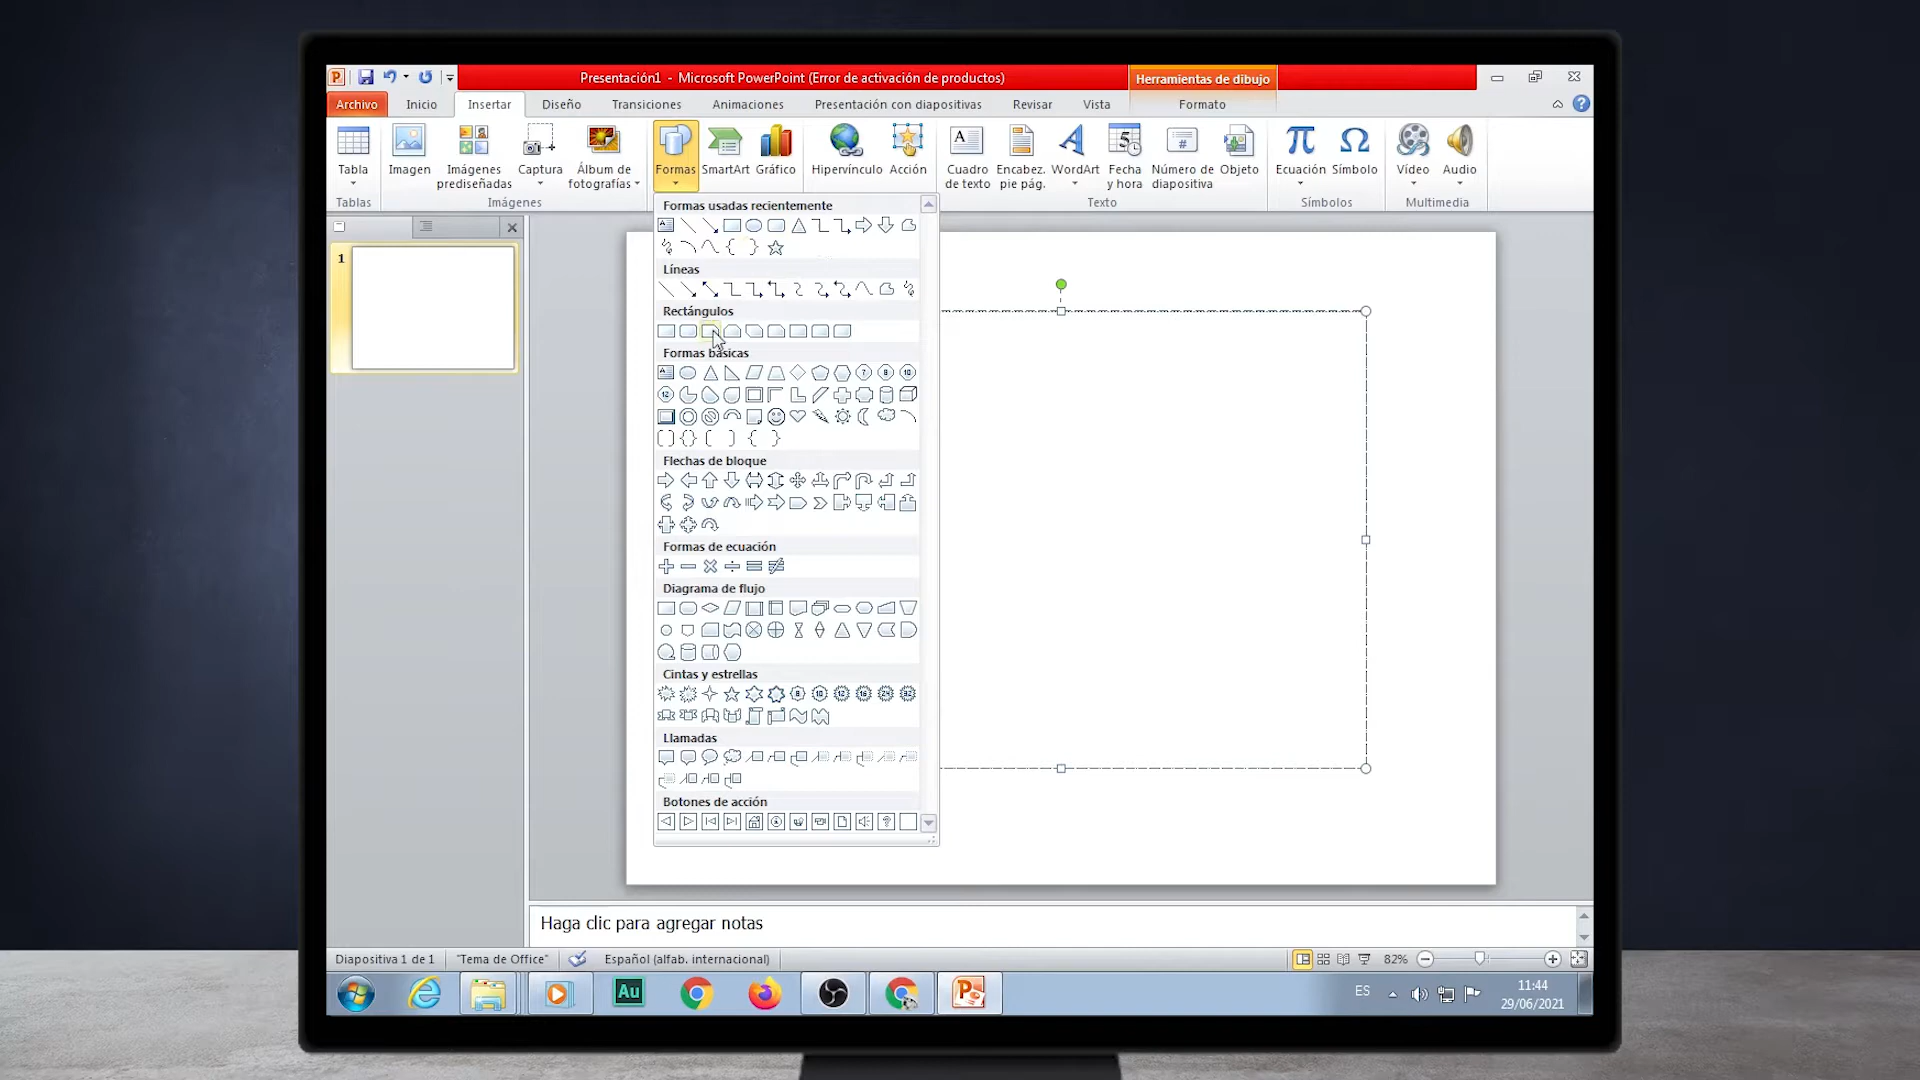 Presentación1 - Microsoft PowerPoint (Error de activación de productos)
Herramientas de dibujo
Archivo
Inicio
Insertar
Diseño
Transiciones
Animaciones
Presentación con diapositivas
Revisar
Vista
Formato
Tabla
Imagen
Imágenes
prediseñadas
Captura
Álbum de
fotografías
Formas
SmartArt
Gráfico
Hipervínculo
Acción
Cuadro
de texto
Encabez.
pie pág.
WordArt
Fecha
y hora
Número de
diapositiva
Objeto
Ecuación
Símbolo
Vídeo
Audio
Tablas
Imágenes
Texto
Símbolos
Multimedia
Formas usadas recientemente
Líneas
Rectángulos
Formas básicas
Flechas de bloque
Formas de ecuación
Diagrama de flujo
Cintas y estrellas
Llamadas
Botones de acción
1
Haga clic para agregar notas
Diapositiva 1 de 1
"Tema de Office"
Español (alfab. internacional)
82%
Au
ES
11:44
29/06/2021